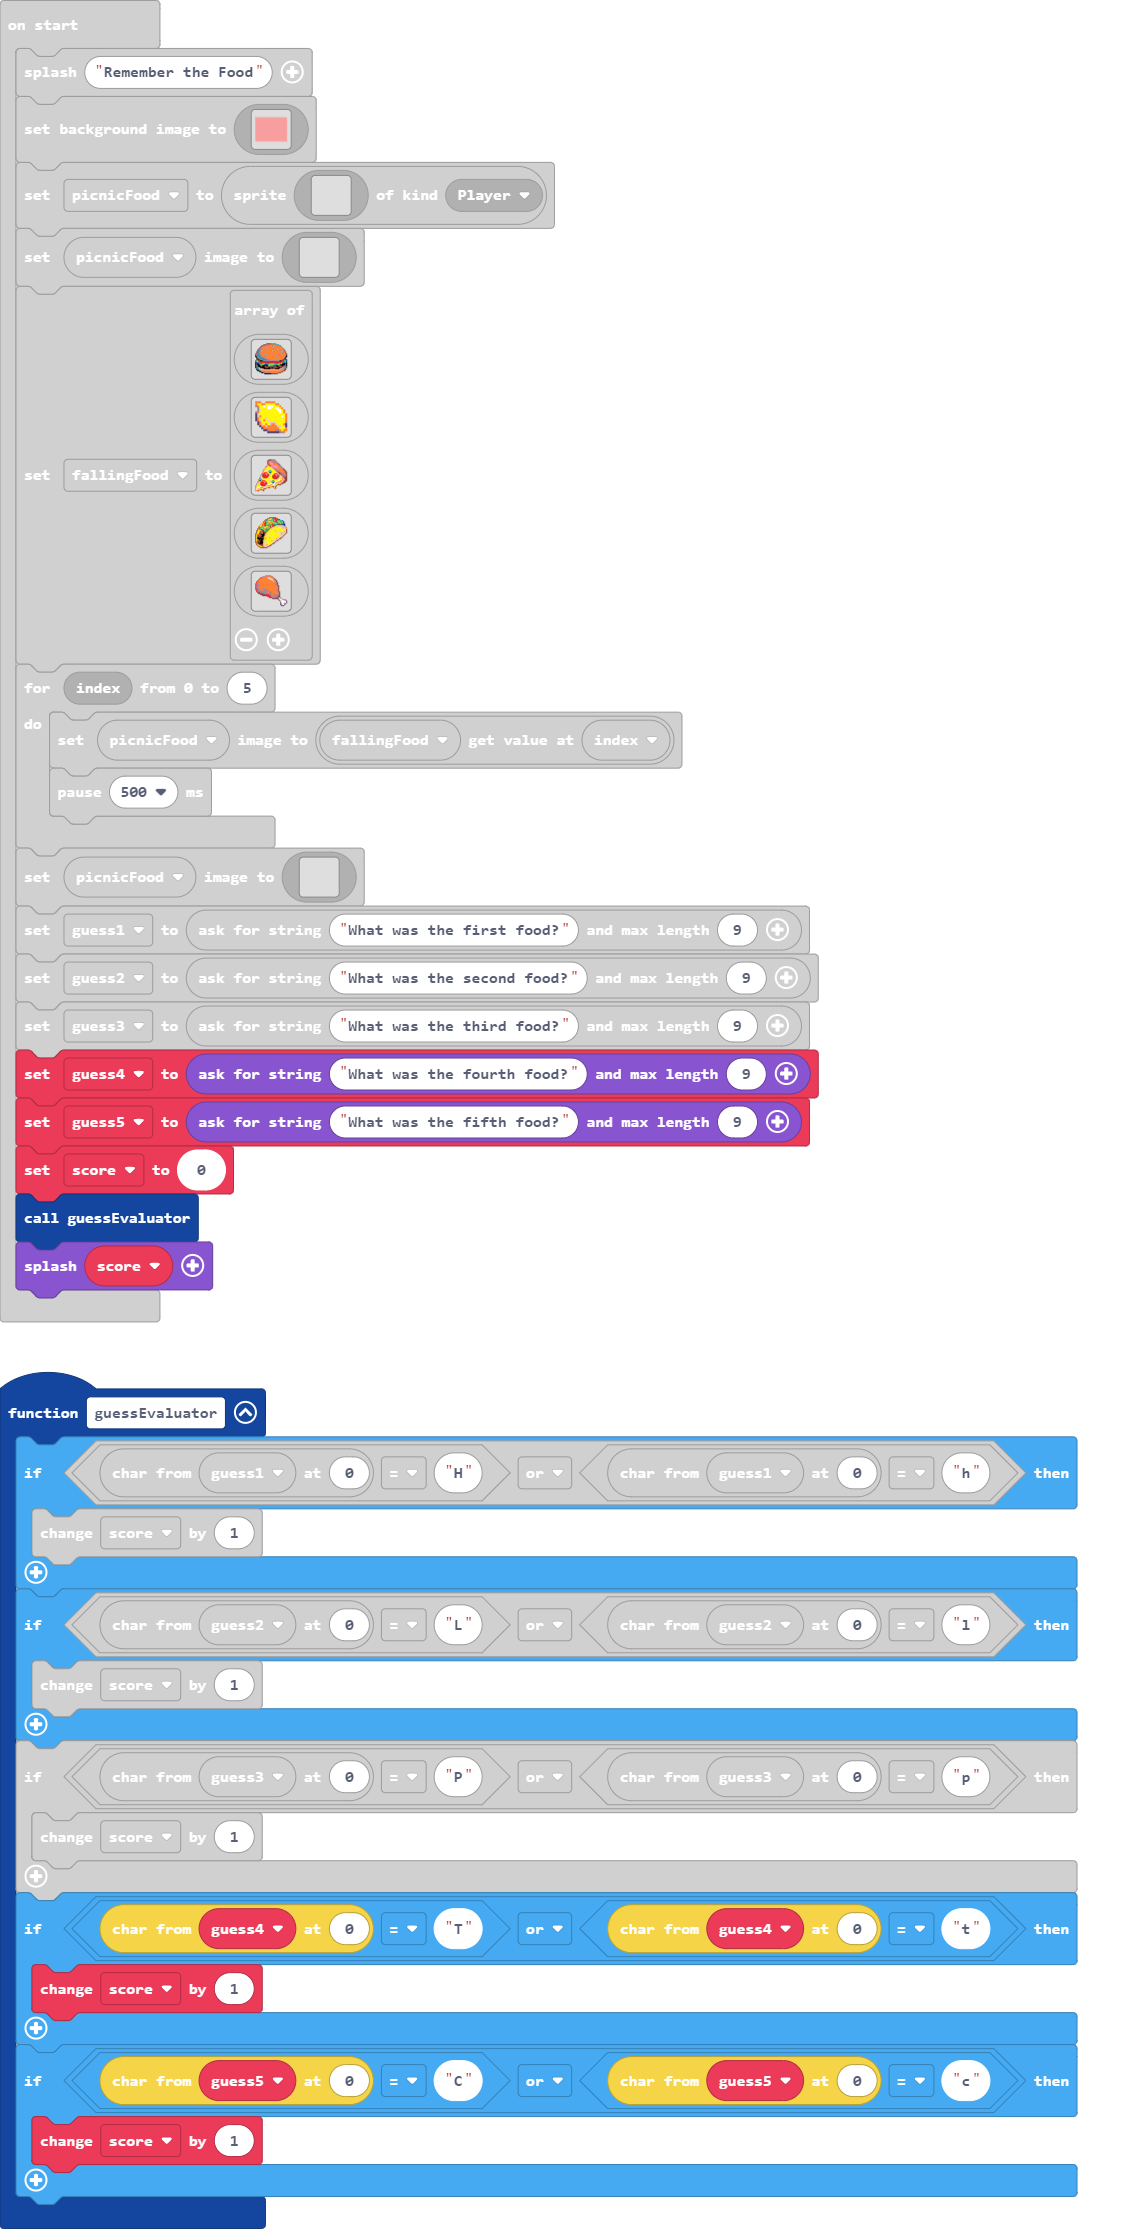 on start
splash "Remember the Food"
set background image to
set picnicFood to sprite of kind Player
set picnicFood image to
array of
set fallingFood to
for index from 0 to 5
do
set picnicFood image to fallingFood get value at index
pause 500 ms
set picnicFood image to
set guess1 to ask for string "What was the first food?" and max length 9
set guess2 to ask for string "What was the second food?" and max length 9
set guess3 to ask for string "What was the third food?" and max length 9
set guess4 to ask for string "What was the fourth food?" and max length 9
set guess5 to ask for string "What was the fifth food?" and max length 9
set score to 0
call guessEvaluator
splash score
function guessEvaluator
if char from guess1 at 0 = "H" or char from guess1 at 0 = "h" then
change score by 1
if char from guess2 at 0 = "L" or char from guess2 at 0 = "l" then
change score by 1
if char from guess3 at 0 = "P" or char from guess3 at 0 = "p" then
change score by 1
if char from guess4 at 0 = "T" or char from guess4 at 0 = "t" then
change score by 1
if char from guess5 at 0 = "C" or char from guess5 at 0 = "c" then
change score by 1